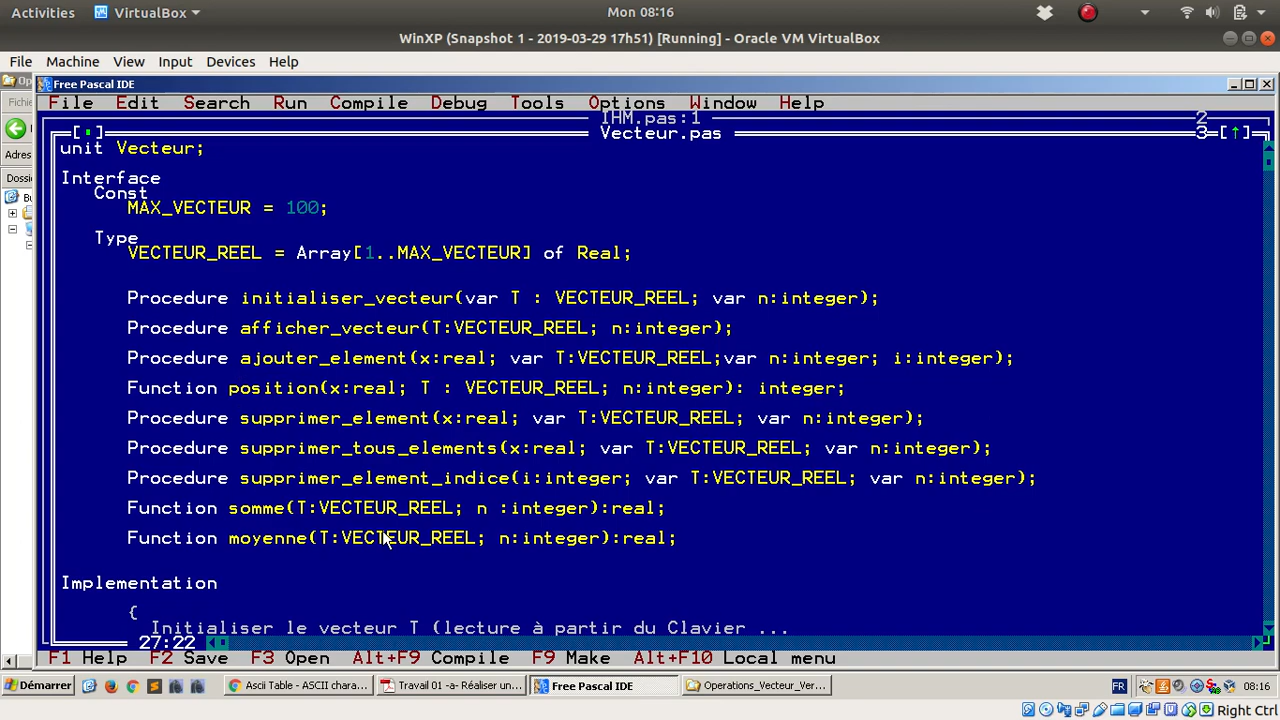 Activities VirtualBox Mon 08:16
WinXP (Snapshot 1 - 2019-03-29 17h51) [Running] - Oracle VM VirtualBox
File Machine View Input Devices Help
Free Pascal IDE
File Edit Search Run Compile Debug Tools Options Window Help
IHM.pas:1 2
Vecteur.pas 3
unit Vecteur;
Interface
Const
MAX_VECTEUR = 100;
Type
VECTEUR_REEL = Array[1..MAX_VECTEUR] of Real;
Procedure initialiser_vecteur(var T : VECTEUR_REEL; var n:integer);
Procedure afficher_vecteur(T:VECTEUR_REEL; n:integer);
Procedure ajouter_element(x:real; var T:VECTEUR_REEL;var n:integer; i:integer);
Function position(x:real; T : VECTEUR_REEL; n:integer): integer;
Procedure supprimer_element(x:real; var T:VECTEUR_REEL; var n:integer);
Procedure supprimer_tous_elements(x:real; var T:VECTEUR_REEL; var n:integer);
Procedure supprimer_element_indice(i:integer; var T:VECTEUR_REEL; var n:integer);
Function somme(T:VECTEUR_REEL; n :integer):real;
Function moyenne(T:VECTEUR_REEL; n:integer):real;
Implementation
{
Initialiser le vecteur T (lecture à partir du Clavier ...
27:22
F1 Help F2 Save F3 Open Alt+F9 Compile F9 Make Alt+F10 Local menu
Démarrer Ascii Table - ASCII chara... Travail 01 -a- Réaliser un... Free Pascal IDE Operations_Vecteur_Ver... FR 08:16
Right Ctrl
Fichie
Adres
Dossie